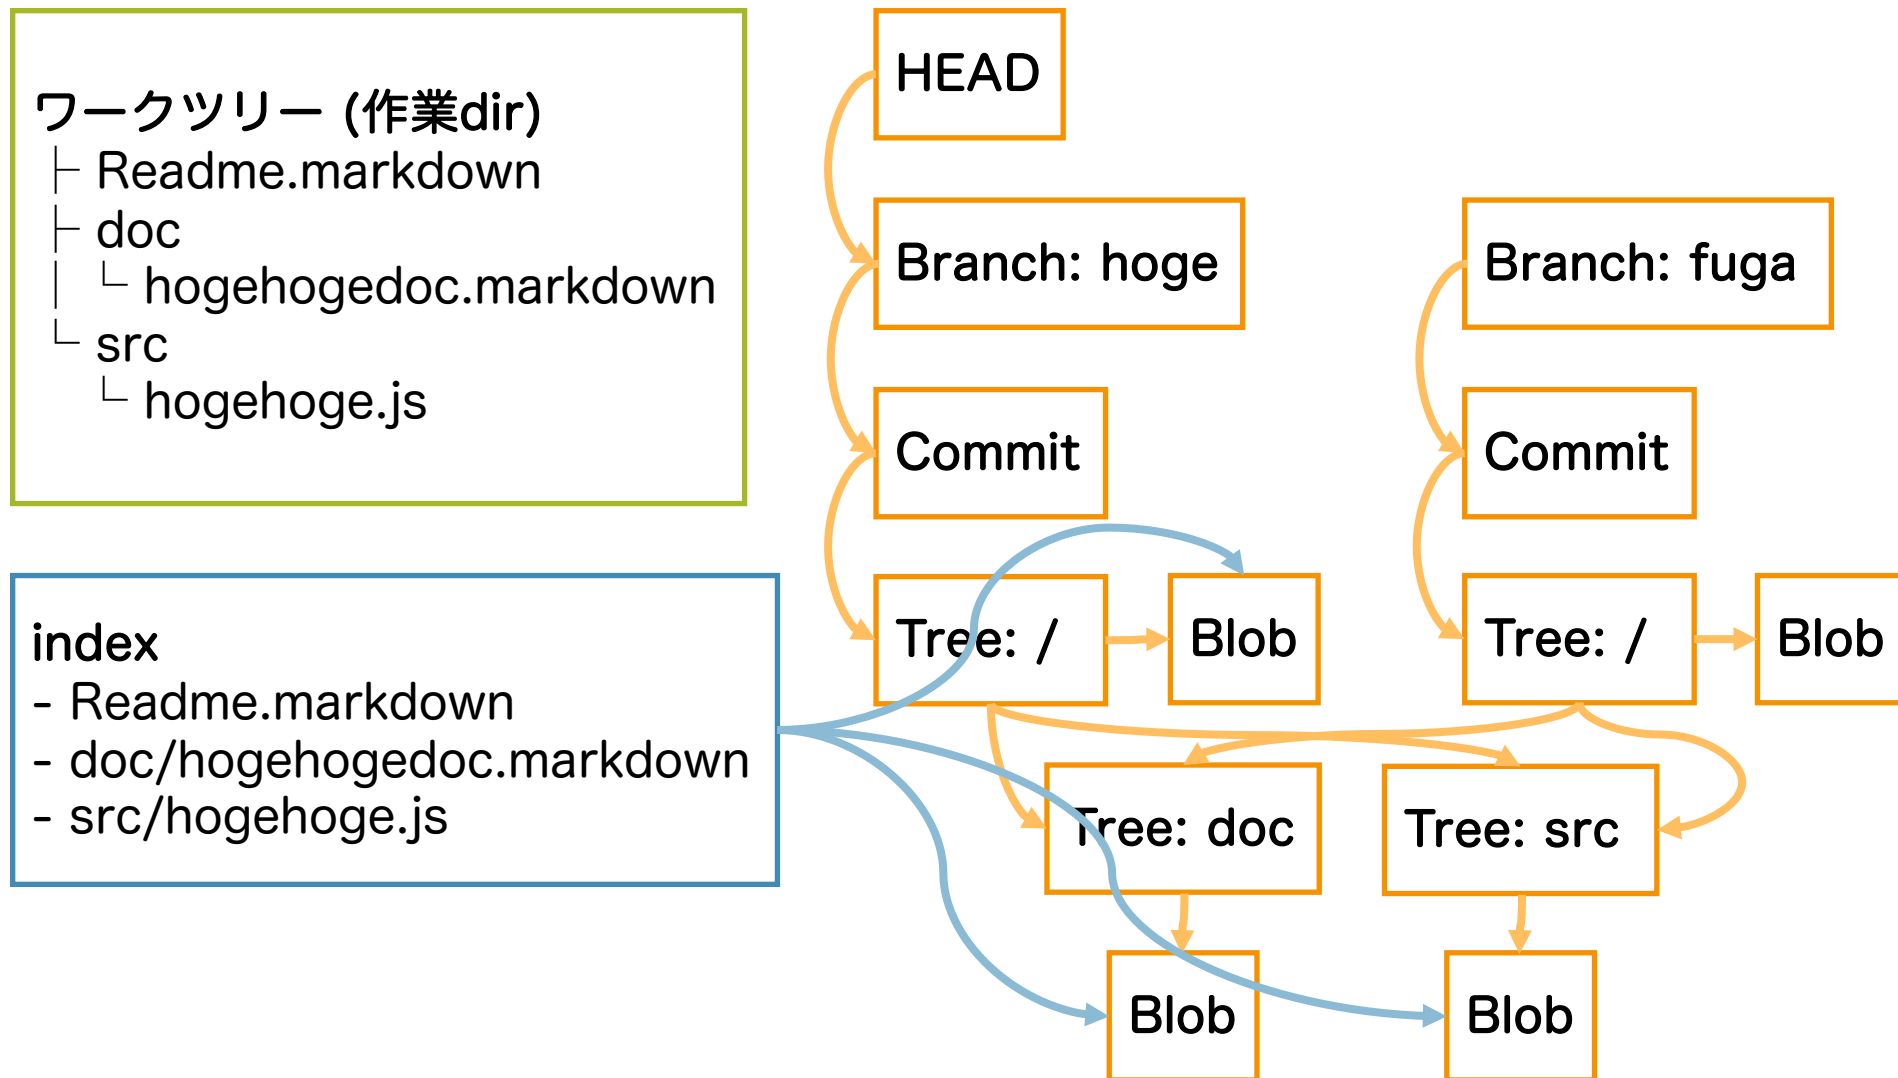 ワークツリー (作業dir)
├ Readme.markdown
├ doc
│ └ hogehogedoc.markdown
└ src
└ hogehoge.js
index
- Readme.markdown
- doc/hogehogedoc.markdown
- src/hogehoge.js
HEAD
Branch: hoge
Branch: fuga
Commit
Commit
Tree: /
Blob
Tree: /
Blob
Tree: doc
Tree: src
Blob
Blob